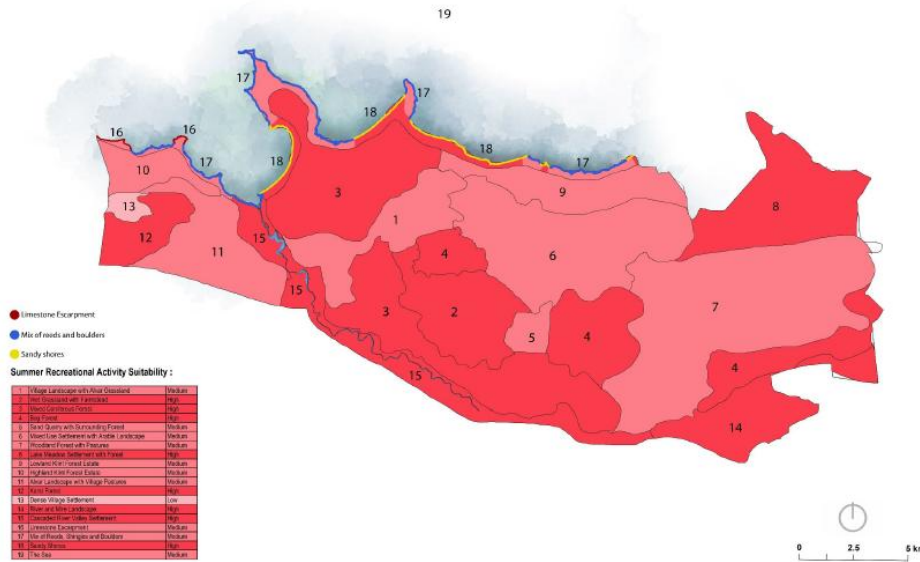 19
17
17
16
16
18
17
18
18
17
10
9
8
13
3
1
12
15
11
4
6
15
3
2
7
5
4
15
4
14
Limestone Escarpment
Mix of reeds and boulders
Sandy shores
Summer Recreational Activity Suitability :
1 Village Landscape with Alvar Grassland Medium
2 Wet Grassland with Farmsland High
3 Mixed Coniferous Forest High
4 Bog Forest High
5 Sand Quarry with Surrounding Forest Medium
6 Mixed Use Settlement with Arable Landscape Medium
7 Woodland Forest with Pastures Medium
8 Lake Meadow Settlement with Forest High
9 Lowland Klint Forest Estate Medium
10 Highland Klint Forest Estate Medium
11 Alvar Landscape with Village Pastures Medium
12 Karst Forest High
13 Dense Village Settlement Low
14 River and Mire Landscape High
15 Cascaded River Valley Settlement High
16 Limestone Escarpment Medium
17 Mix of Reeds, Shingles and Boulders Medium
18 Sandy Shores High
19 The Sea Medium
0 2.5 5 km